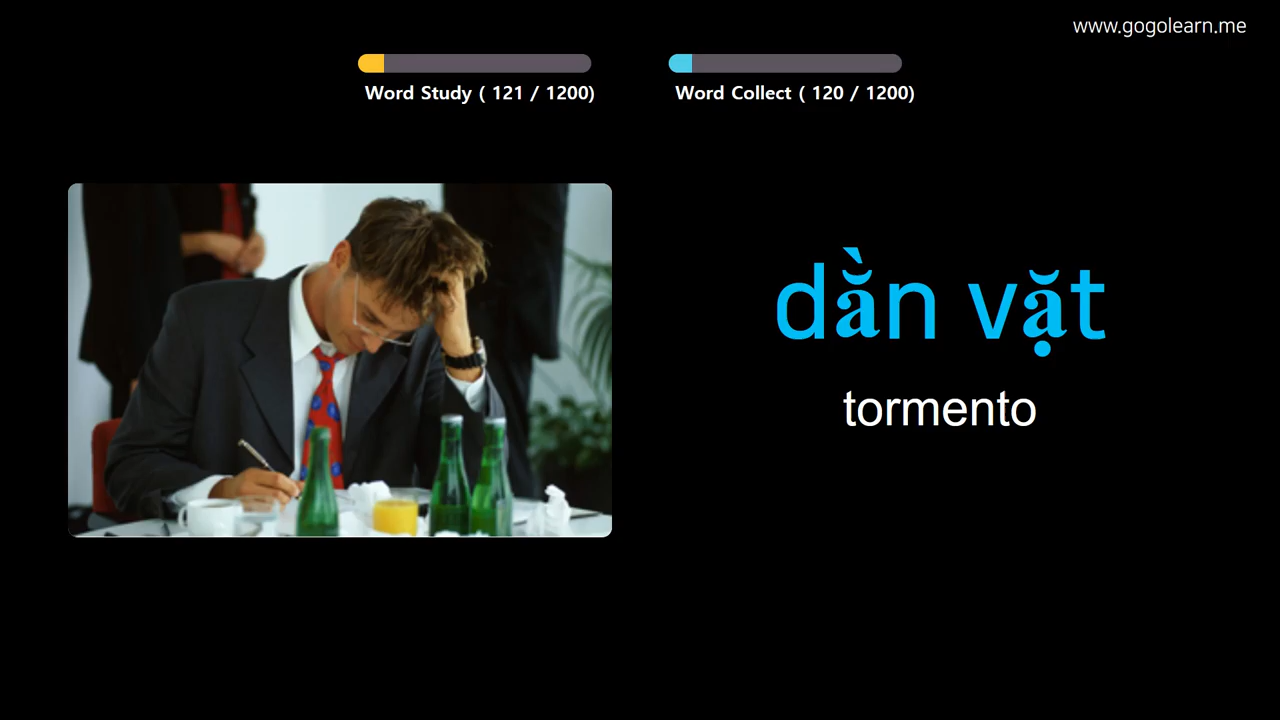 www.gogolearn.me
Word Study ( 121 / 1200)
Word Collect ( 120 / 1200)
dằn vặt
tormento